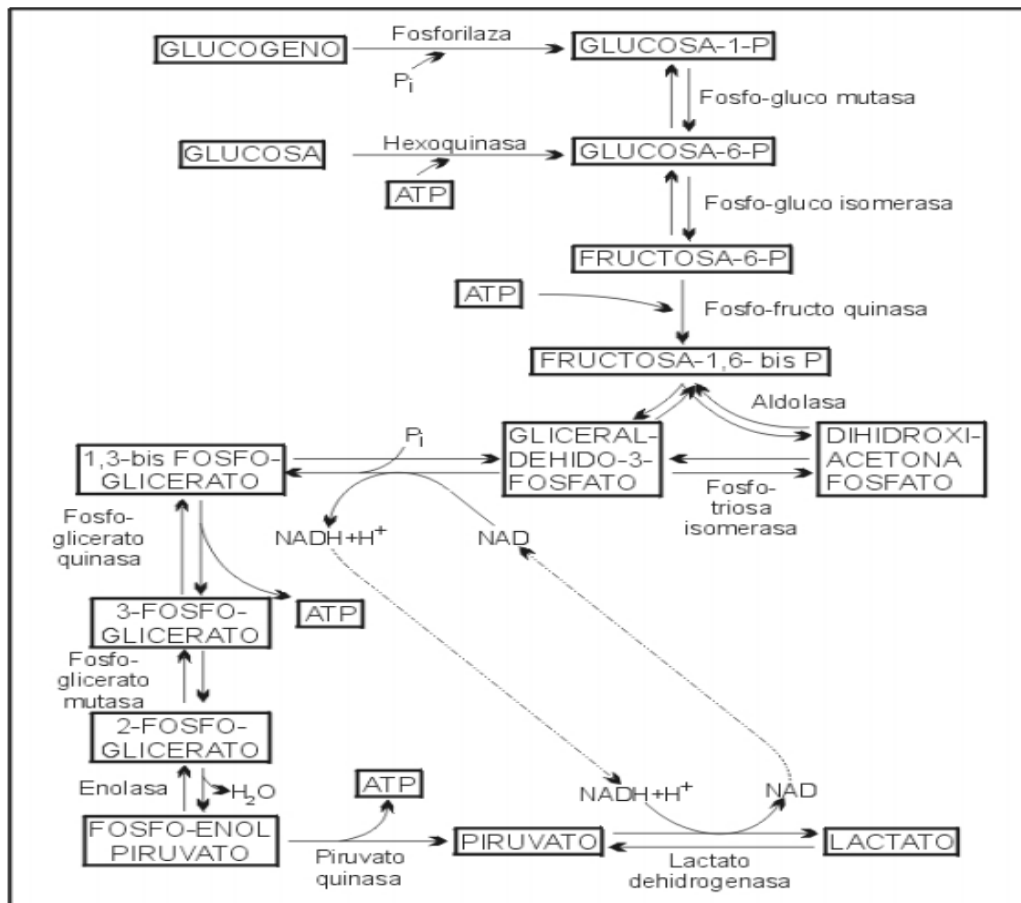 GLUCOGENO
Fosforilaza
Pi
GLUCOSA-1-P
Fosfo-gluco mutasa
GLUCOSA
Hexoquinasa
ATP
GLUCOSA-6-P
Fosfo-gluco isomerasa
FRUCTOSA-6-P
ATP
Fosfo-fructo quinasa
FRUCTOSA-1,6- bis P
Aldolasa
1,3-bis FOSFO-
GLICERATO
Pi
GLICERAL-
DEHIDO-3-
FOSFATO
DIHIDROXI-
ACETONA
FOSFATO
Fosfo-
triosa
isomerasa
Fosfo-
glicerato
quinasa
NADH+H⁺
NAD
ATP
3-FOSFO-
GLICERATO
Fosfo-
glicerato
mutasa
2-FOSFO-
GLICERATO
Enolasa
H₂O
ATP
NADH+H⁺
NAD
FOSFO-ENOL
PIRUVATO
Piruvato
quinasa
PIRUVATO
Lactato
dehidrogenasa
LACTATO